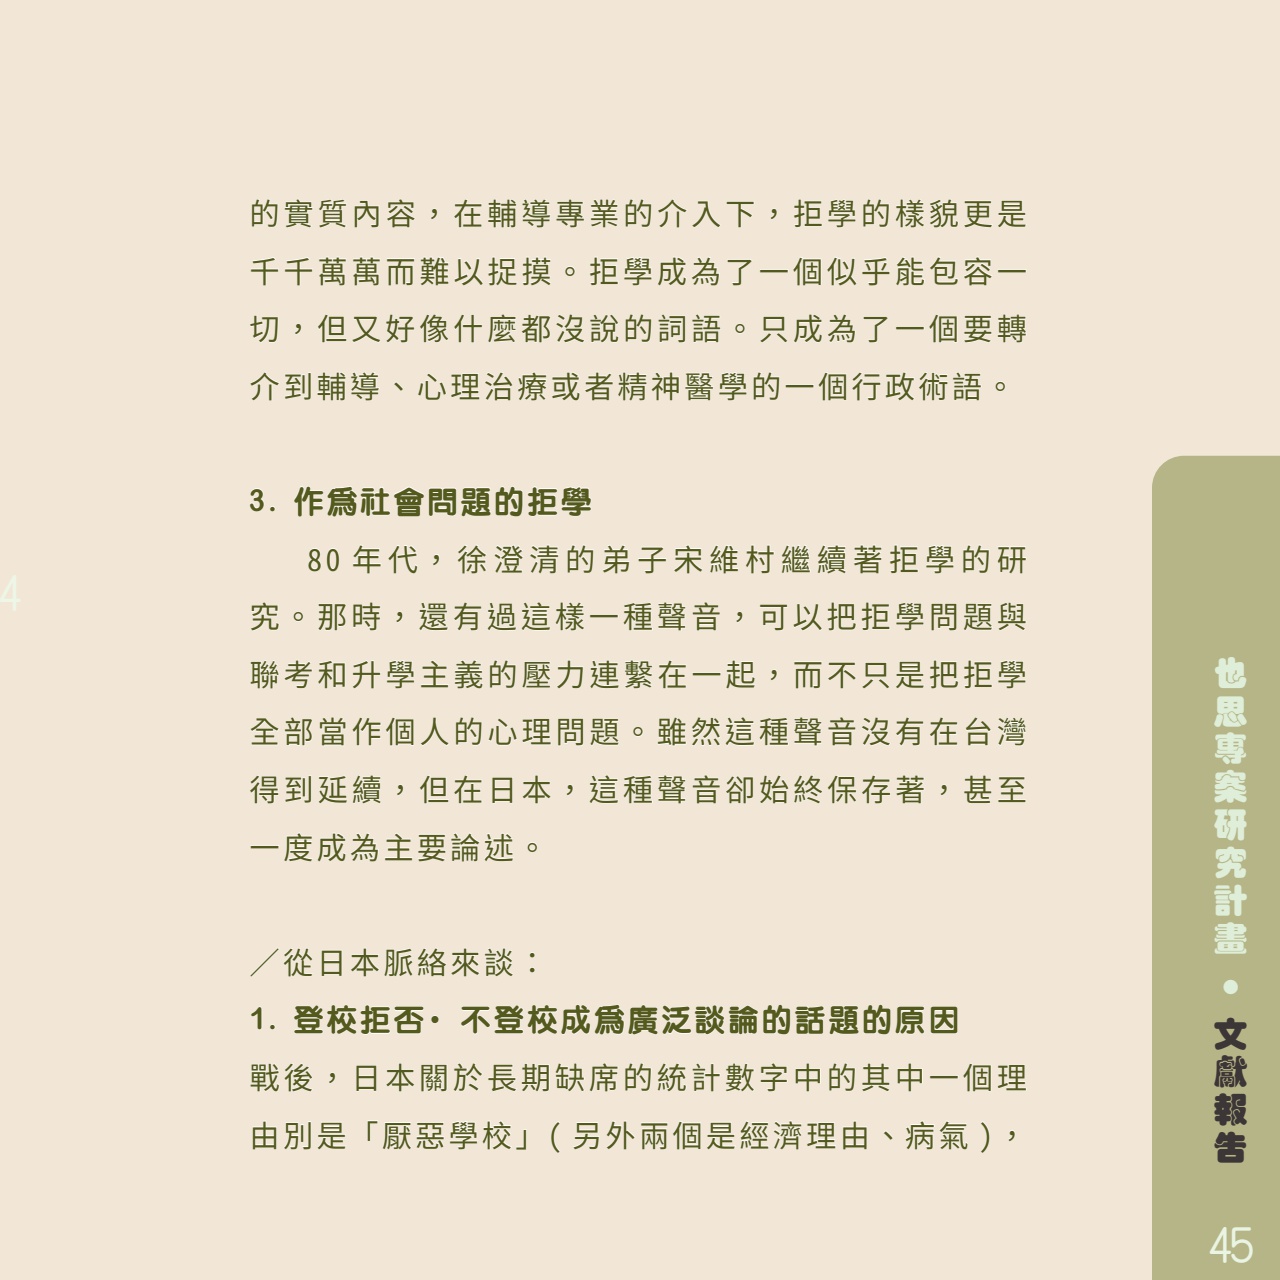 的實質內容，在輔導專業的介入下，拒學的樣貌更是
千千萬萬而難以捉摸。拒學成為了一個似乎能包容一
切，但又好像什麼都沒說的詞語。只成為了一個要轉
介到輔導、心理治療或者精神醫學的一個行政術語。
3. 作為社會問題的拒學
80 年代，徐澄清的弟子宋維村繼續著拒學的研
究。那時，還有過這樣一種聲音，可以把拒學問題與
聯考和升學主義的壓力連繫在一起，而不只是把拒學
全部當作個人的心理問題。雖然這種聲音沒有在台灣
得到延續，但在日本，這種聲音卻始終保存著，甚至
一度成為主要論述。
／從日本脈絡來談：
1. 登校拒否・不登校成為廣泛談論的話題的原因
戰後，日本關於長期缺席的統計數字中的其中一個理
由別是「厭惡學校」( 另外兩個是經濟理由、病氣 )，
4
也思專案研究計畫・文獻報告
45